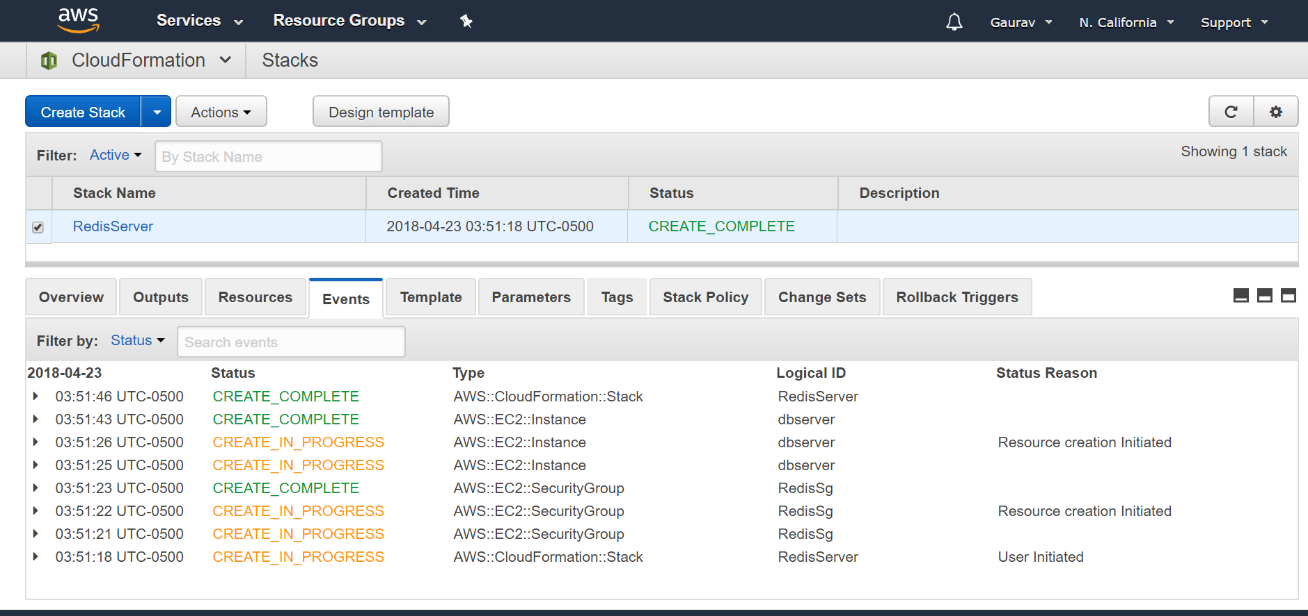 aws Services Resource Groups Gaurav N. California Support
CloudFormation Stacks
Create Stack Actions Design template
Filter: Active By Stack Name Showing 1 stack
Stack Name Created Time Status Description
RedisServer 2018-04-23 03:51:18 UTC-0500 CREATE_COMPLETE
Overview Outputs Resources Events Template Parameters Tags Stack Policy Change Sets Rollback Triggers
Filter by: Status Search events
2018-04-23 Status Type Logical ID Status Reason
03:51:46 UTC-0500 CREATE_COMPLETE AWS::CloudFormation::Stack RedisServer
03:51:43 UTC-0500 CREATE_COMPLETE AWS::EC2::Instance dbserver
03:51:26 UTC-0500 CREATE_IN_PROGRESS AWS::EC2::Instance dbserver Resource creation Initiated
03:51:25 UTC-0500 CREATE_IN_PROGRESS AWS::EC2::Instance dbserver
03:51:23 UTC-0500 CREATE_COMPLETE AWS::EC2::SecurityGroup RedisSg
03:51:22 UTC-0500 CREATE_IN_PROGRESS AWS::EC2::SecurityGroup RedisSg Resource creation Initiated
03:51:21 UTC-0500 CREATE_IN_PROGRESS AWS::EC2::SecurityGroup RedisSg
03:51:18 UTC-0500 CREATE_IN_PROGRESS AWS::CloudFormation::Stack RedisServer User Initiated